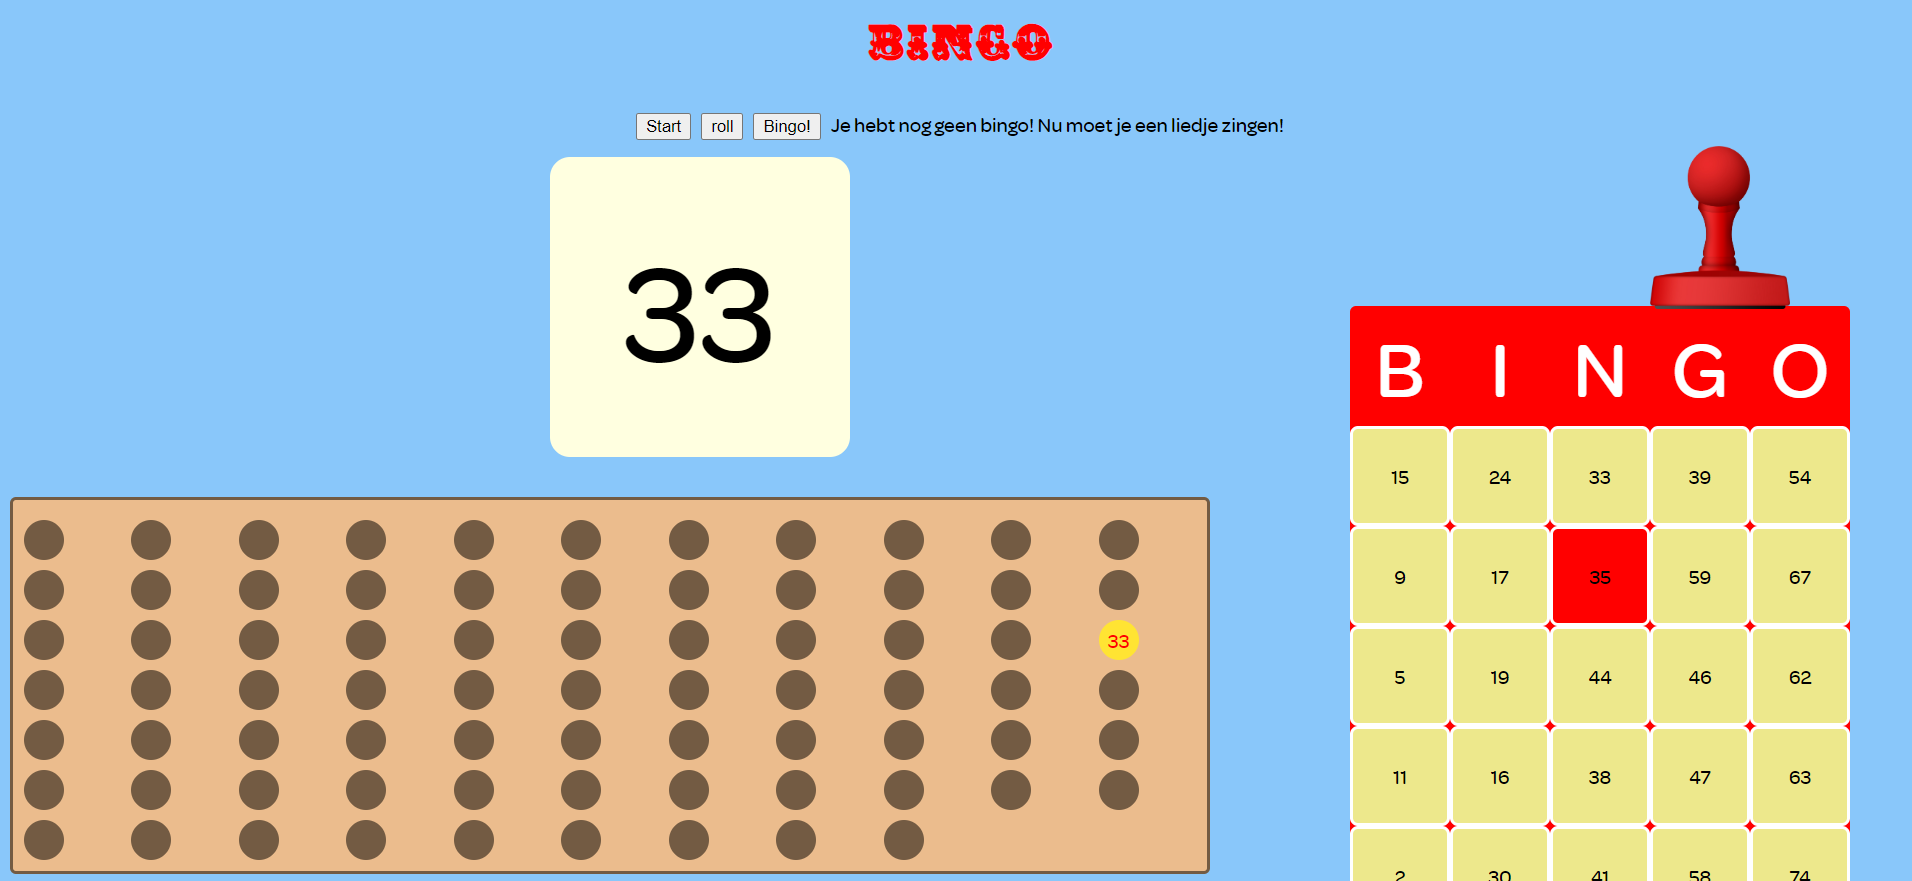 BINGO
Start roll Bingo! Je hebt nog geen bingo! Nu moet je een liedje zingen!
33
33
B I N G O
15 24 33 39 54
9 17 35 59 67
5 19 44 46 62
11 16 38 47 63
2 30 41 58 74